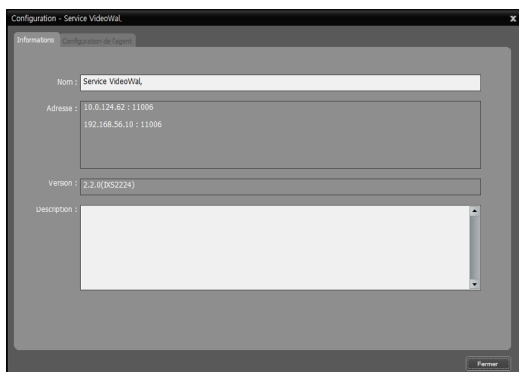 Configuration - Service VideoWal,
X
Informations Configuration de l'agent
Nom : Service VideoWal,
Adresse : 10.0.124.62 : 11006
192.168.56.10 : 11006
Version : 2.2.0(IXS2224)
Description :
Fermer